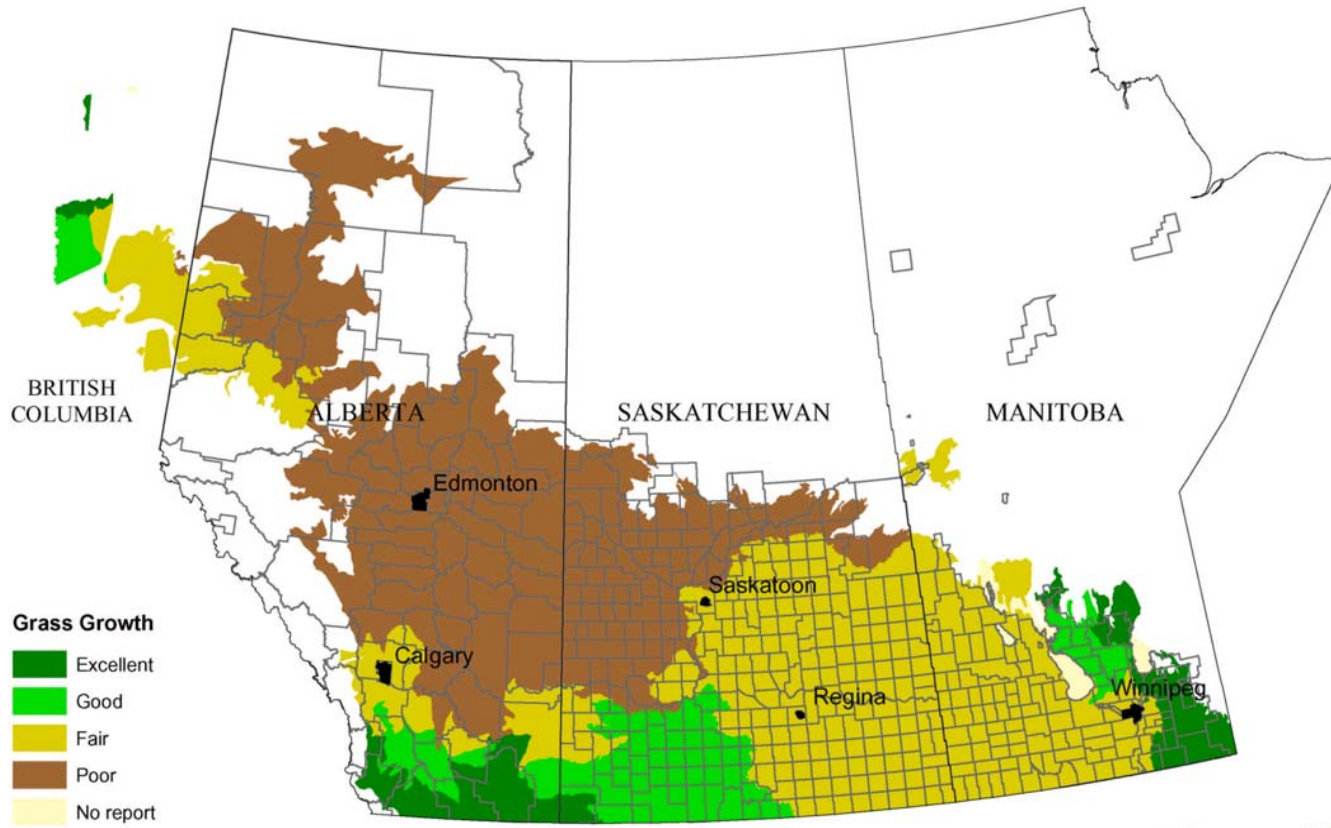 BRITISH
COLUMBIA
ALBERTA
SASKATCHEWAN
MANITOBA
Edmonton
Saskatoon
Calgary
Regina
Winnipeg
Grass Growth
Excellent
Good
Fair
Poor
No report